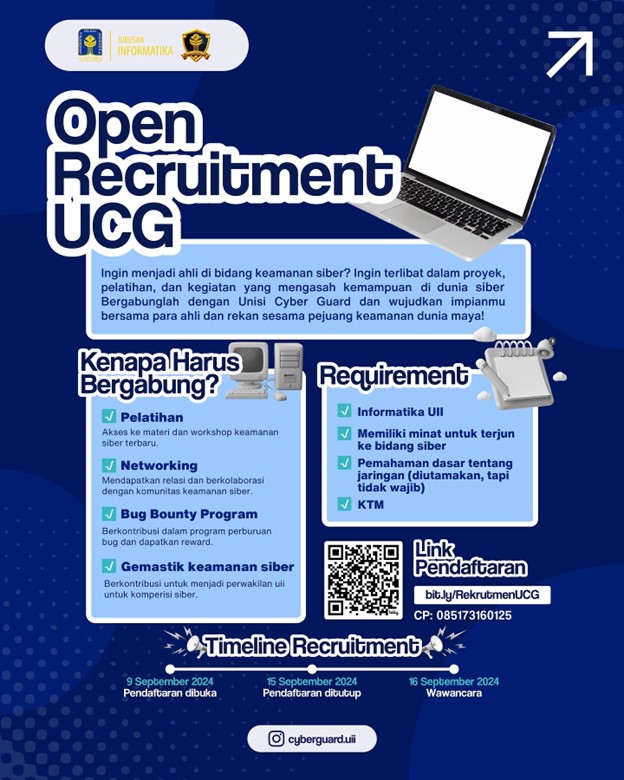 JURUSAN
INFORMATIKA
Open
Recruitment
UCG
Ingin menjadi ahli di bidang keamanan siber? Ingin terlibat dalam proyek,
pelatihan, dan kegiatan yang mengasah kemampuan di dunia siber
Bergabunglah dengan Unisi Cyber Guard dan wujudkan impianmu
bersama para ahli dan rekan sesama pejuang keamanan dunia maya!
Kenapa Harus
Bergabung?
Pelatihan
Akses ke materi dan workshop keamanan
siber terbaru.
Networking
Mendapatkan relasi dan berkolaborasi
dengan komunitas keamanan siber.
Bug Bounty Program
Berkontribusi dalam program perburuan
bug dan dapatkan reward.
Gemastik keamanan siber
Berkontribusi untuk menjadi perwakilan uii
untuk komperisi siber.
Requirement
Informatika UII
Memiliki minat untuk terjun
ke bidang siber
Pemahaman dasar tentang
jaringan (diutamakan, tapi
tidak wajib)
KTM
Link
Pendaftaran
bit.ly/RekrutmenUCG
CP: 085173160125
Timeline Recruitment
9 September 2024
Pendaftaran dibuka
15 September 2024
Pendaftaran ditutup
16 September 2024
Wawancara
cyberguard.uii